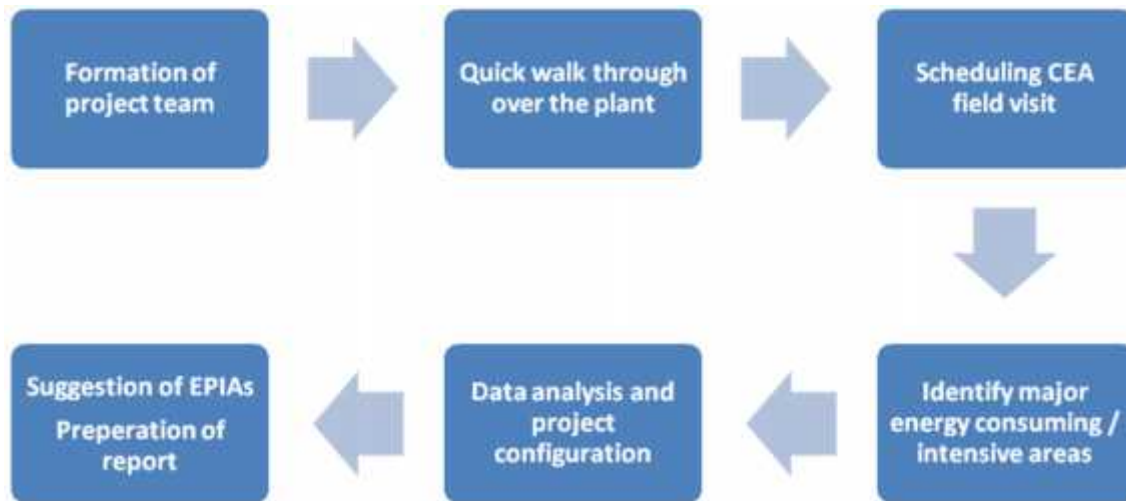 Formation of
project team
Quick walk through
over the plant
Scheduling CEA
field visit
Identify major
energy consuming /
intensive areas
Data analysis and
project
configuration
Suggestion of EPIAs
Preperation of
report